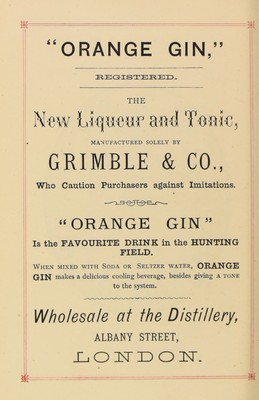 "ORANGE GIN,"
REGISTERED.
THE
New Liqueur and Tonic,
MANUFACTURED SOLELY BY
GRIMBLE & CO.,
Who Caution Purchasers against Imitations.
"ORANGE GIN"
Is the FAVOURITE DRINK in the HUNTING
FIELD.
WHEN MIXED WITH SODA OR SELTZER WATER, ORANGE
GIN makes a delicious cooling beverage, besides giving A TONE
to the system.
Wholesale at the Distillery,
ALBANY STREET,
LONDON.